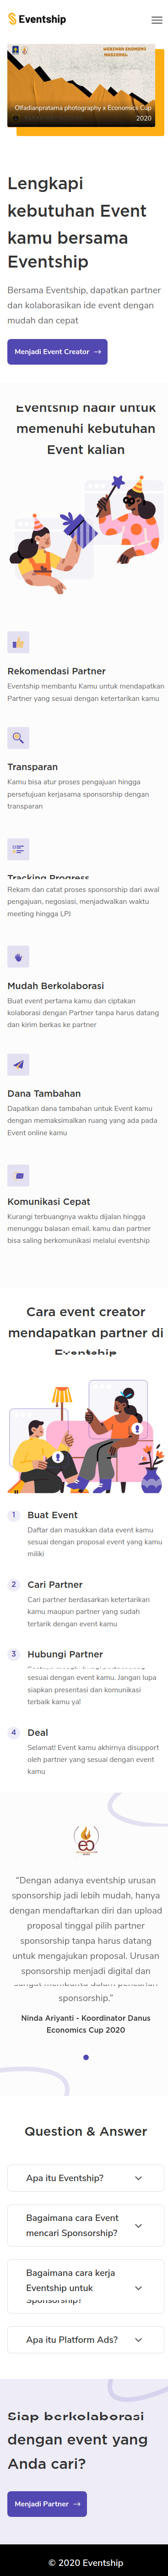 Eventship
WEBINAR EKONOMI
NASIONAL
Olfadianpratama photography x Economics Cup
2020
Lengkapi
kebutuhan Event
kamu bersama
Eventship
Bersama Eventship, dapatkan partner
dan kolaborasikan ide event dengan
mudah dan cepat
Menjadi Event Creator →
Eventship hadir untuk
memenuhi kebutuhan
Event kalian
Rekomendasi Partner
Eventship membantu Kamu untuk mendapatkan
Partner yang sesuai dengan ketertarikan kamu
Transparan
Kamu bisa atur proses pengajuan hingga
persetujuan kerjasama sponsorship dengan
transparan
Tracking Progress
Rekam dan catat proses sponsorship dari awal
pengajuan, negosiasi, menjadwalkan waktu
meeting hingga LPJ
Mudah Berkolaborasi
Buat event pertama kamu dan ciptakan
kolaborasi dengan Partner tanpa harus datang
dan kirim berkas ke partner
Dana Tambahan
Dapatkan dana tambahan untuk Event kamu
dengan memaksimalkan ruang yang ada pada
Event online kamu
Komunikasi Cepat
Kurangi terbuangnya waktu dijalan hingga
menunggu balasan email. kamu dan partner
bisa saling berkomunikasi melalui eventship
Cara event creator
mendapatkan partner di
Eventship
1 Buat Event
Daftar dan masukkan data event kamu
sesuai dengan proposal event yang kamu
miliki
2 Cari Partner
Cari partner berdasarkan ketertarikan
kamu maupun partner yang sudah
tertarik dengan event kamu
3 Hubungi Partner
sesuai dengan event kamu. Jangan lupa
siapkan presentasi dan komunikasi
terbaik kamu ya!
4 Deal
Selamat! Event kamu akhirnya disupport
oleh partner yang sesuai dengan event
kamu
"Dengan adanya eventship urusan
sponsorship jadi lebih mudah, hanya
dengan mendaftarkan diri dan upload
proposal tinggal pilih partner
sponsorship tanpa harus datang
untuk mengajukan proposal. Urusan
sponsorship menjadi digital dan
sangat membantu dalam pencarian
sponsorship."
Ninda Ariyanti - Koordinator Danus
Economics Cup 2020
Question & Answer
Apa itu Eventship?
Bagaimana cara Event
mencari Sponsorship?
Bagaimana cara kerja
Eventship untuk
Sponsorship?
Apa itu Platform Ads?
Siap berkolaborasi
dengan event yang
Anda cari?
Menjadi Partner →
© 2020 Eventship